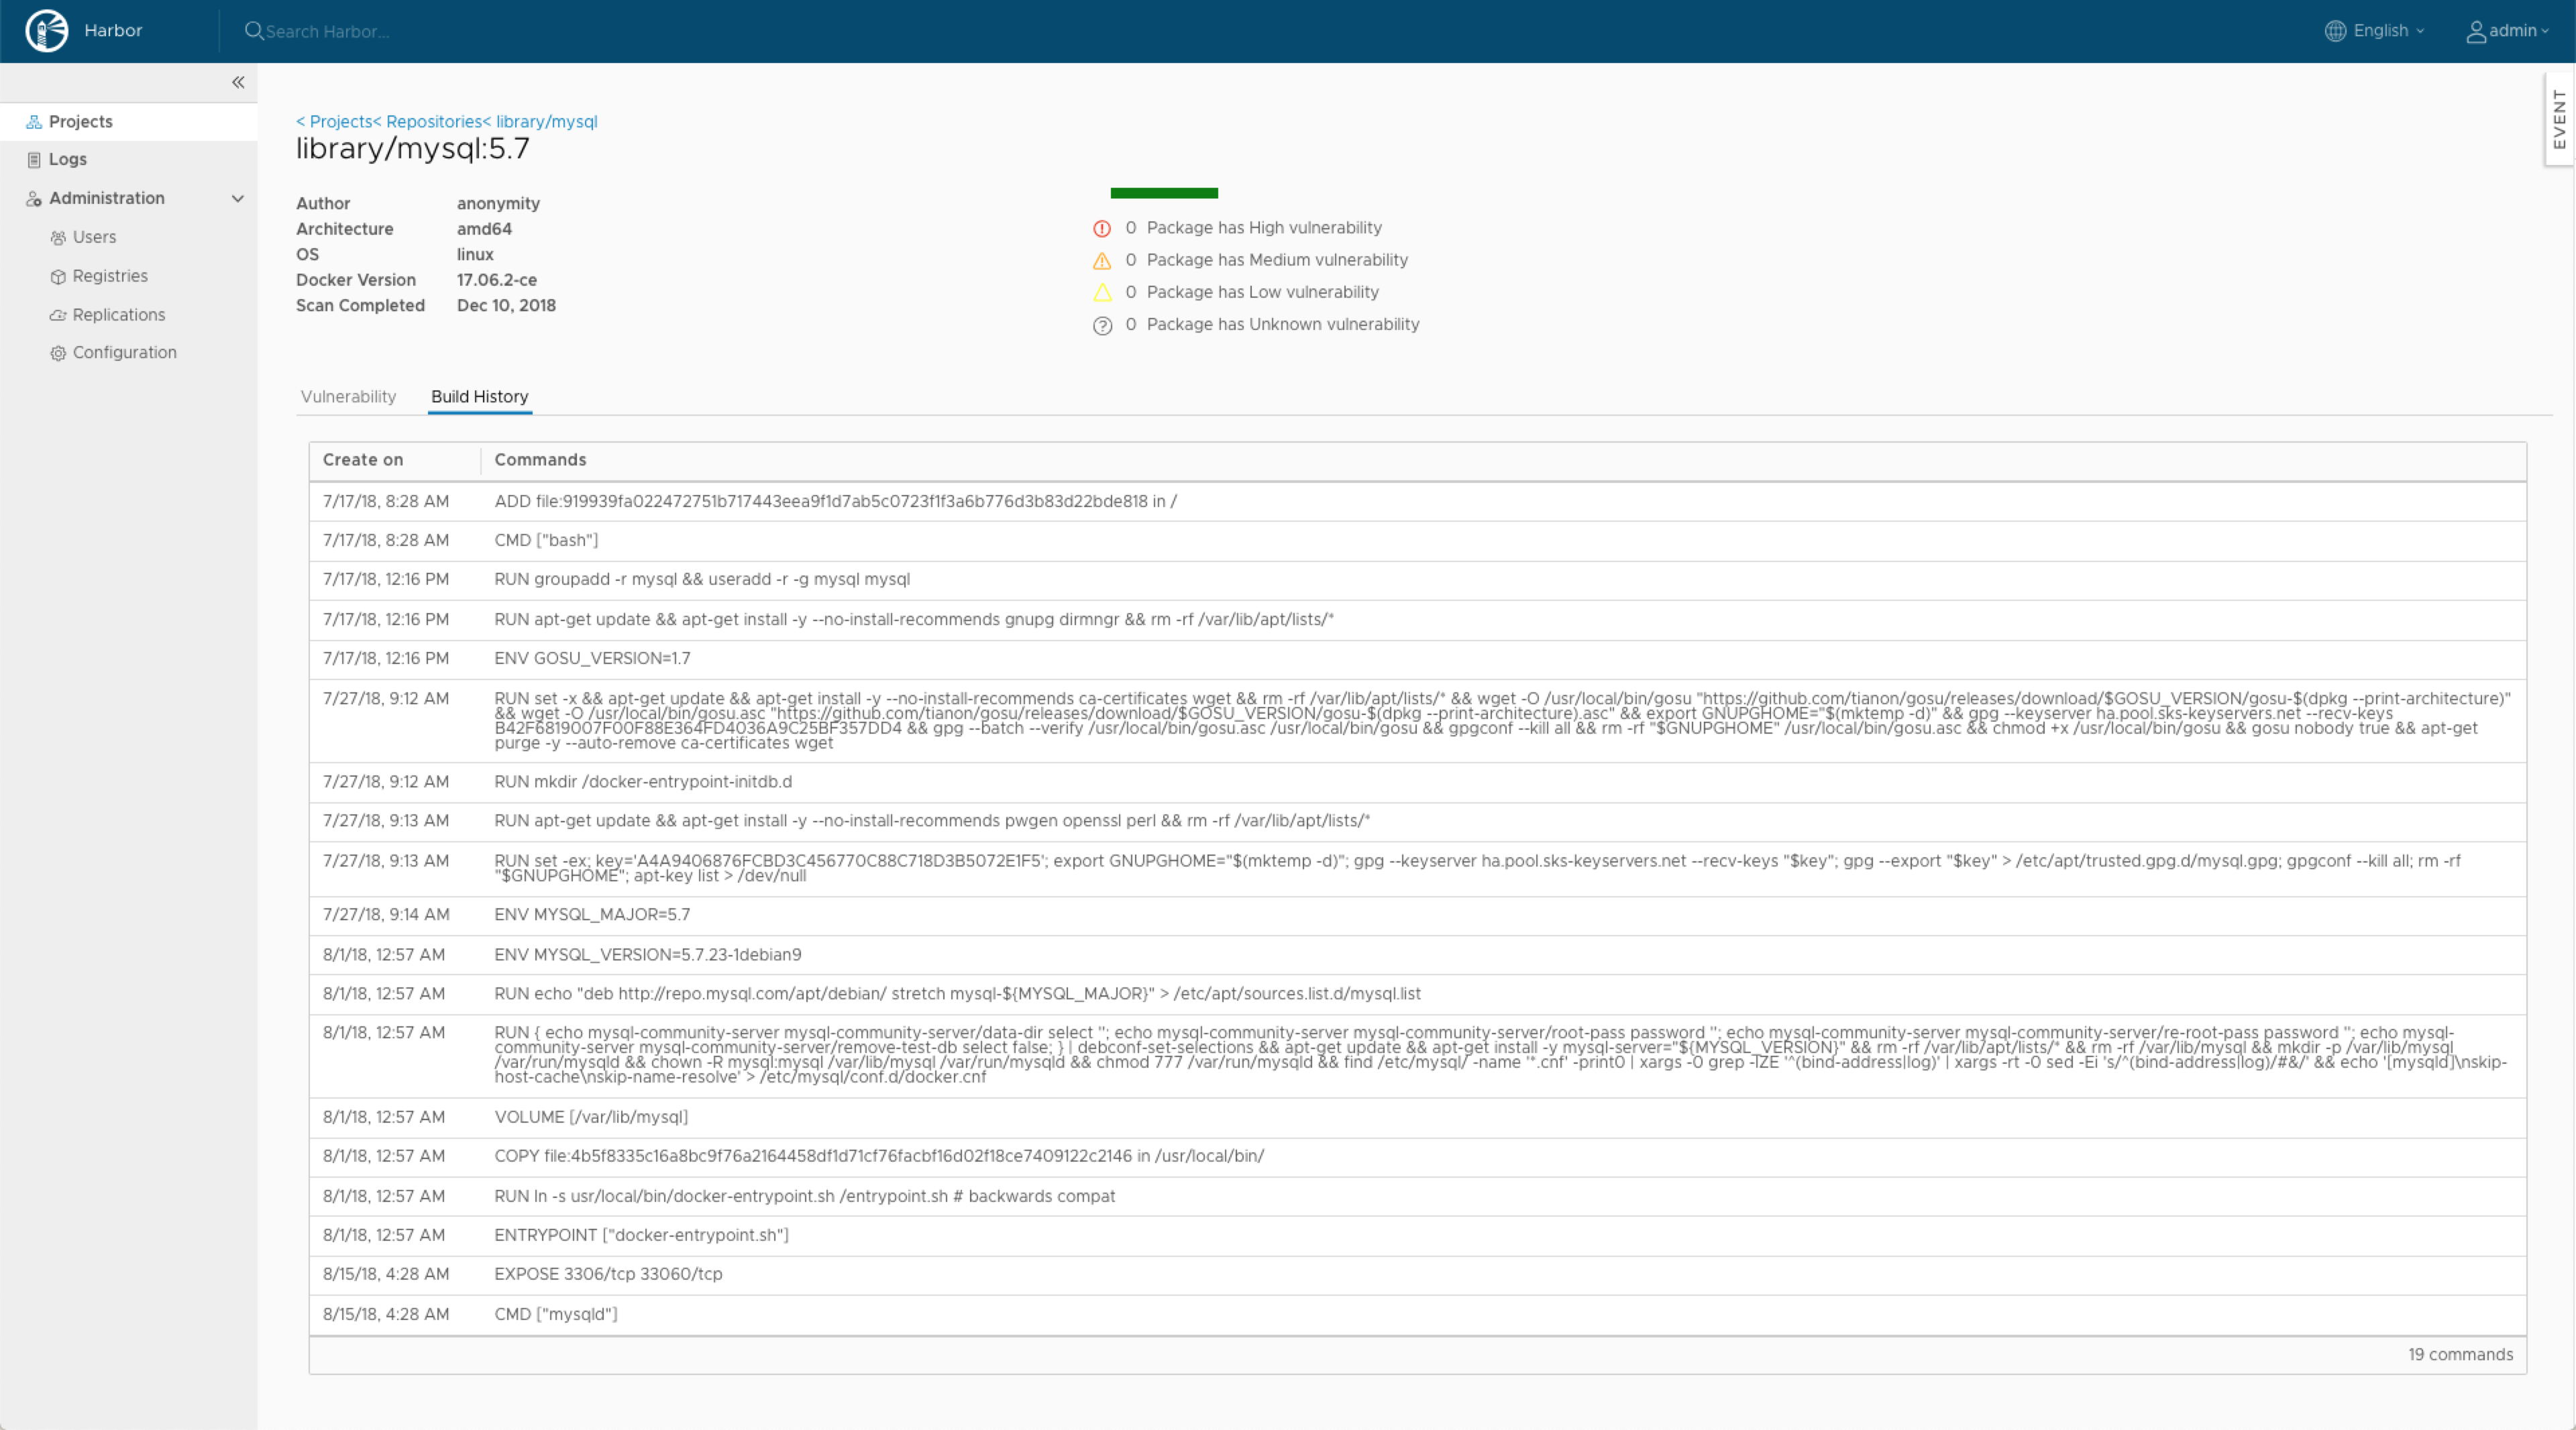 Harbor
Search Harbor...
English
admin
EVENT
Projects
Logs
Administration
Users
Registries
Replications
Configuration
< Projects< Repositories< library/mysql
library/mysql:5.7
Author anonymity
Architecture amd64
OS linux
Docker Version 17.06.2-ce
Scan Completed Dec 10, 2018
0 Package has High vulnerability
0 Package has Medium vulnerability
0 Package has Low vulnerability
0 Package has Unknown vulnerability
Vulnerability Build History
Create on Commands
7/17/18, 8:28 AM ADD file:919939fa022472751b717443eea9f1d7ab5c0723f1f3a6b776d3b83d22bde818 in /
7/17/18, 8:28 AM CMD ["bash"]
7/17/18, 12:16 PM RUN groupadd -r mysql && useradd -r -g mysql mysql
7/17/18, 12:16 PM RUN apt-get update && apt-get install -y --no-install-recommends gnupg dirmngr && rm -rf /var/lib/apt/lists/*
7/17/18, 12:16 PM ENV GOSU_VERSION=1.7
7/27/18, 9:12 AM RUN set -x && apt-get update && apt-get install -y --no-install-recommends ca-certificates wget && rm -rf /var/lib/apt/lists/* && wget -O /usr/local/bin/gosu "https://github.com/tianon/gosu/releases/download/$GOSU_VERSION/gosu-$(dpkg --print-architecture)"
&& wget -O /usr/local/bin/gosu.asc "https://github.com/tianon/gosu/releases/download/$GOSU_VERSION/gosu-$(dpkg --print-architecture).asc" && export GNUPGHOME="$(mktemp -d)" && gpg --keyserver ha.pool.sks-keyservers.net --recv-keys
B42F6819007F00F88E364FD4036A9C25BF357DD4 && gpg --batch --verify /usr/local/bin/gosu.asc /usr/local/bin/gosu && gpgconf --kill all && rm -rf "$GNUPGHOME" /usr/local/bin/gosu.asc && chmod +x /usr/local/bin/gosu && gosu nobody true && apt-get
purge -y --auto-remove ca-certificates wget
7/27/18, 9:12 AM RUN mkdir /docker-entrypoint-initdb.d
7/27/18, 9:13 AM RUN apt-get update && apt-get install -y --no-install-recommends pwgen openssl perl && rm -rf /var/lib/apt/lists/*
7/27/18, 9:13 AM RUN set -ex; key='A4A9406876FCBD3C456770C88C718D3B5072E1F5'; export GNUPGHOME="$(mktemp -d)"; gpg --keyserver ha.pool.sks-keyservers.net --recv-keys "$key"; gpg --export "$key" > /etc/apt/trusted.gpg.d/mysql.gpg; gpgconf --kill all; rm -rf
"$GNUPGHOME"; apt-key list > /dev/null
7/27/18, 9:14 AM ENV MYSQL_MAJOR=5.7
8/1/18, 12:57 AM ENV MYSQL_VERSION=5.7.23-1debian9
8/1/18, 12:57 AM RUN echo "deb http://repo.mysql.com/apt/debian/ stretch mysql-${MYSQL_MAJOR}" > /etc/apt/sources.list.d/mysql.list
8/1/18, 12:57 AM RUN { echo mysql-community-server mysql-community-server/data-dir select ''; echo mysql-community-server mysql-community-server/root-pass password ''; echo mysql-community-server mysql-community-server/re-root-pass password ''; echo mysql-
community-server mysql-community-server/remove-test-db select false; } | debconf-set-selections && apt-get update && apt-get install -y mysql-server="${MYSQL_VERSION}" && rm -rf /var/lib/apt/lists/* && rm -rf /var/lib/mysql && mkdir -p /var/lib/mysql
/var/run/mysqld && chown -R mysql:mysql /var/lib/mysql /var/run/mysqld && chmod 777 /var/run/mysqld && find /etc/mysql/ -name '*.cnf' -print0 | xargs -0 grep -lZE '^(bind-address|log)' | xargs -rt -0 sed -Ei 's/^(bind-address|log)/#&/' && echo '[mysqld]\nskip-
host-cache\nskip-name-resolve' > /etc/mysql/conf.d/docker.cnf
8/1/18, 12:57 AM VOLUME [/var/lib/mysql]
8/1/18, 12:57 AM COPY file:4b5f8335c16a8bc9f76a2164458df1d71cf76facbf16d02f18ce7409122c2146 in /usr/local/bin/
8/1/18, 12:57 AM RUN ln -s usr/local/bin/docker-entrypoint.sh /entrypoint.sh # backwards compat
8/1/18, 12:57 AM ENTRYPOINT ["docker-entrypoint.sh"]
8/15/18, 4:28 AM EXPOSE 3306/tcp 33060/tcp
8/15/18, 4:28 AM CMD ["mysqld"]
19 commands